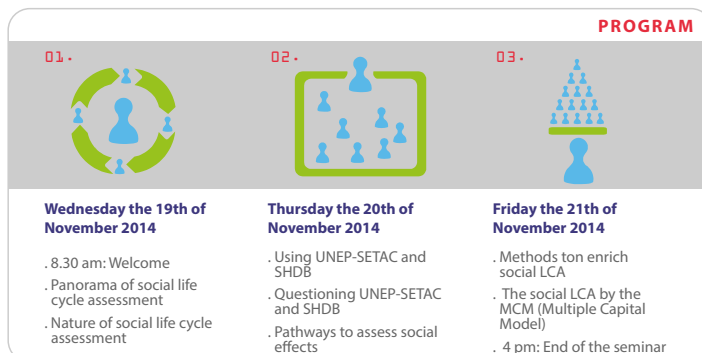 PROGRAM
01.
02.
03.
Wednesday the 19th of
November 2014
. 8.30 am: Welcome
. Panorama of social life
cycle assessment
. Nature of social life cycle
assessment
Thursday the 20th of
November 2014
. Using UNEP-SETAC and
SHDB
. Questioning UNEP-SETAC
and SHDB
. Pathways to assess social
effects
Friday the 21th of
November 2014
. Methods ton enrich
social LCA
. The social LCA by the
MCM (Multiple Capital
Model)
. 4 pm: End of the seminar